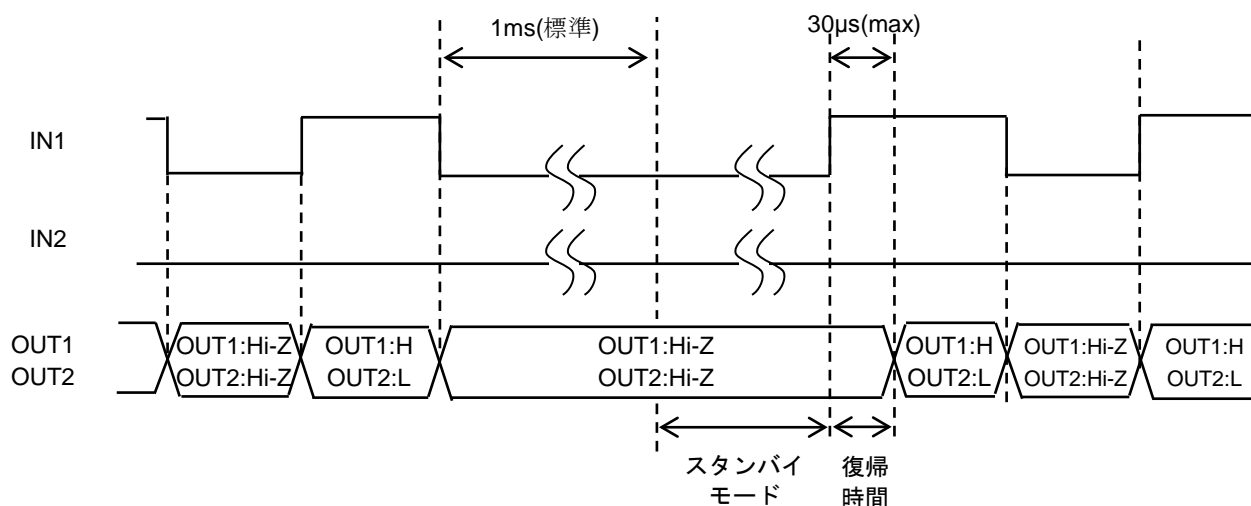 1ms(標準)
30μs(max)
IN1
IN2
OUT1
OUT2
OUT1:Hi-Z
OUT2:Hi-Z
OUT1:H
OUT2:L
OUT1:Hi-Z
OUT2:Hi-Z
OUT1:H
OUT2:L
OUT1:Hi-Z
OUT2:Hi-Z
OUT1:H
OUT2:L
スタンバイ
モード
復帰
時間